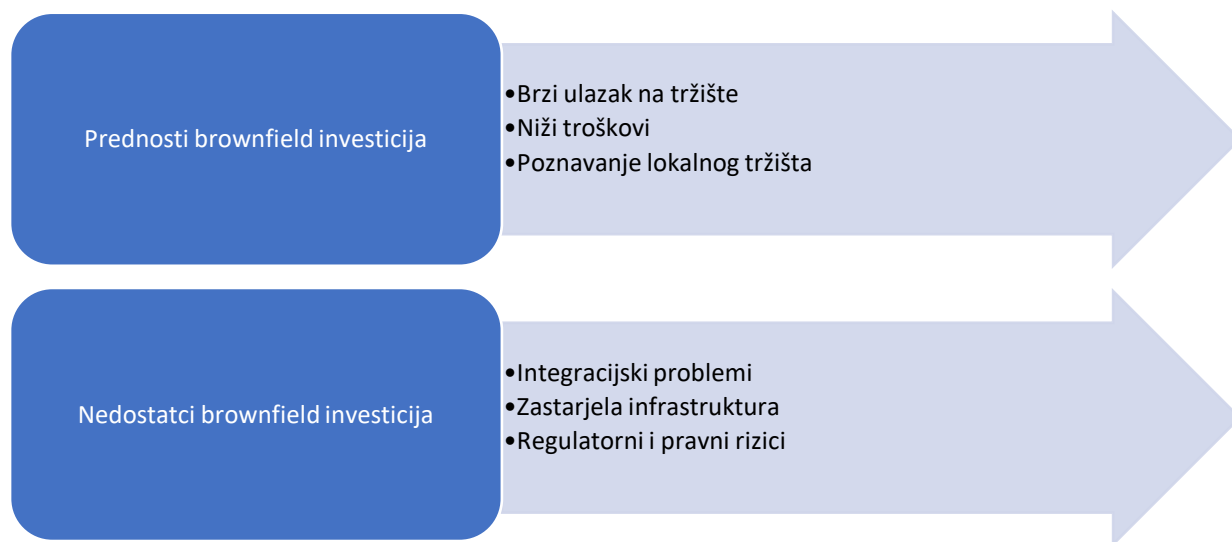 Prednosti brownfield investicija
•Brzi ulazak na tržište
•Niži troškovi
•Poznavanje lokalnog tržišta
Nedostatci brownfield investicija
•Integracijski problemi
•Zastarjela infrastruktura
•Regulatorni i pravni rizici